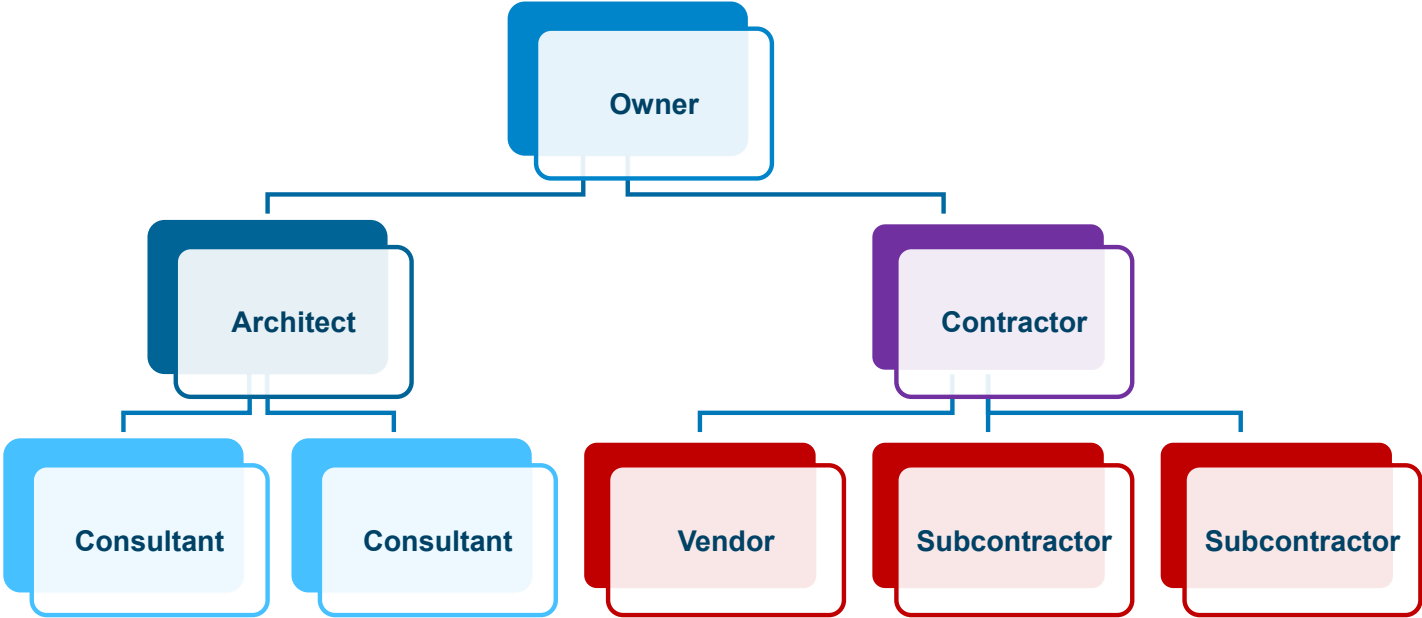 Owner
Architect
Contractor
Consultant
Consultant
Vendor
Subcontractor
Subcontractor